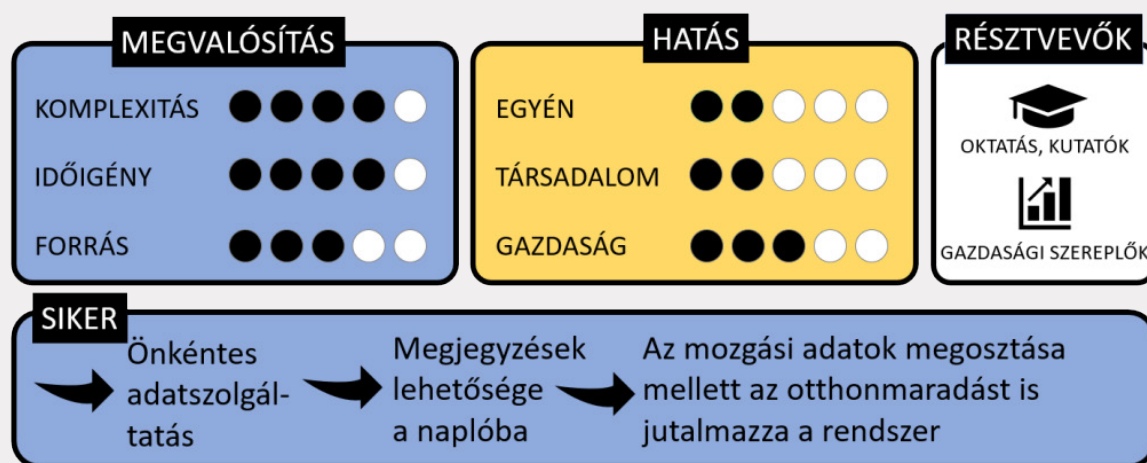 MEGVALÓSÍTÁS
KOMPLEXITÁS
IDŐIGÉNY
FORRÁS
HATÁS
EGYÉN
TÁRSADALOM
GAZDASÁG
RÉSZTVEVŐK
OKTATÁS, KUTATÓK
GAZDASÁGI SZEREPLŐK
SIKER
Önkéntes
adatszolgál-
tatás
Megjegyzések
lehetősége
a naplóba
Az mozgási adatok megosztása
mellett az otthonmaradást is
jutalmazza a rendszer